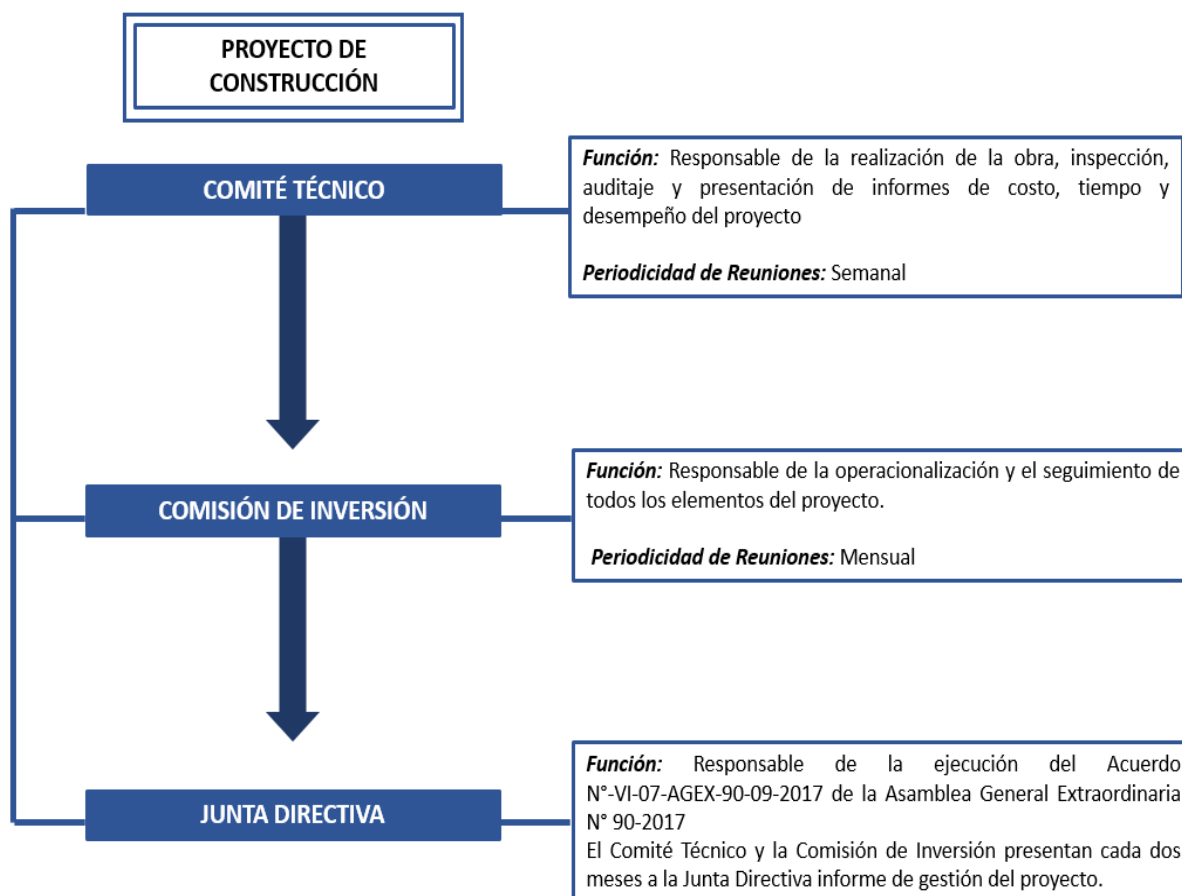 PROYECTO DE
CONSTRUCCIÓN
COMITÉ TÉCNICO
Función: Responsable de la realización de la obra, inspección,
auditaje y presentación de informes de costo, tiempo y
desempeño del proyecto
Periodicidad de Reuniones: Semanal
COMISIÓN DE INVERSIÓN
Función: Responsable de la operacionalización y el seguimiento de
todos los elementos del proyecto.
Periodicidad de Reuniones: Mensual
JUNTA DIRECTIVA
Función: Responsable de la ejecución del Acuerdo
N°-VI-07-AGEX-90-09-2017 de la Asamblea General Extraordinaria
N° 90-2017
El Comité Técnico y la Comisión de Inversión presentan cada dos
meses a la Junta Directiva informe de gestión del proyecto.